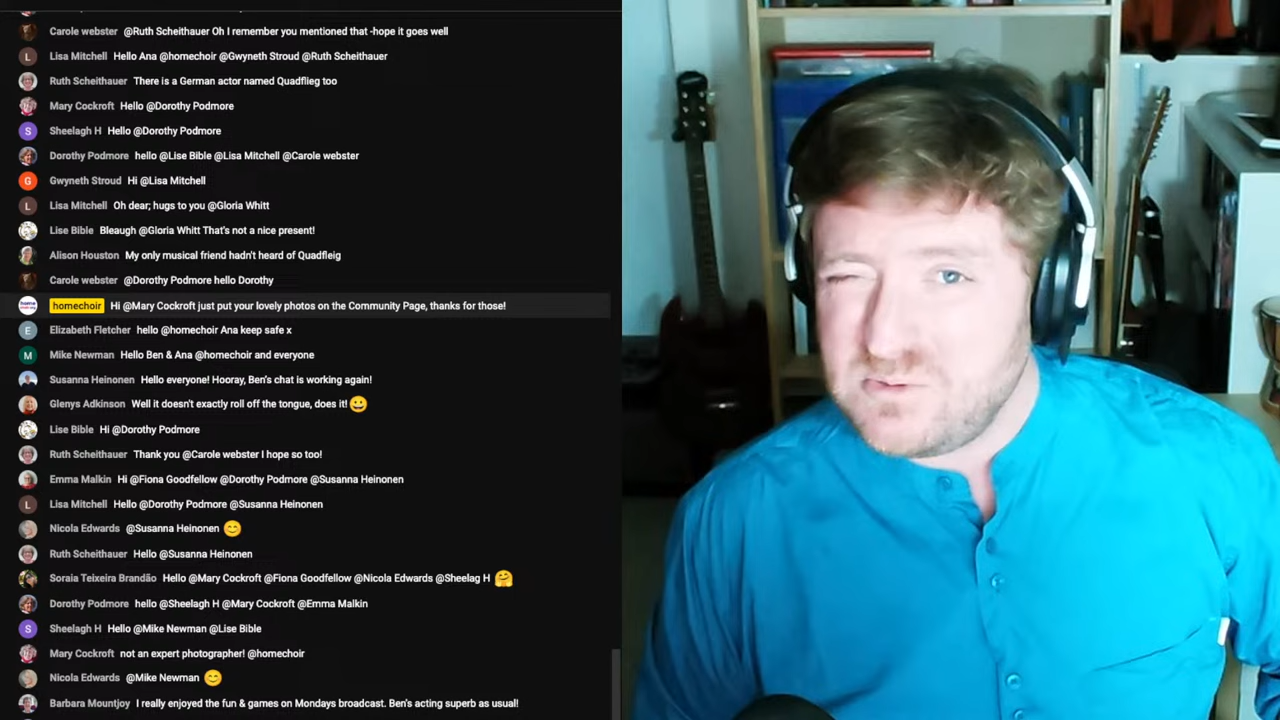 Carole webster @Ruth Scheithauer Oh I remember you mentioned that -hope it goes well
L Lisa Mitchell Hello Ana @homechoir @Gwyneth Stroud @Ruth Scheithauer
Ruth Scheithauer There is a German actor named Quadflieg too
Mary Cockroft Hello @Dorothy Podmore
S Sheelagh H Hello @Dorothy Podmore
Dorothy Podmore hello @Lise Bible @Lisa Mitchell @Carole webster
G Gwyneth Stroud Hi @Lisa Mitchell
L Lisa Mitchell Oh dear; hugs to you @Gloria Whitt
Lise Bible Bleaugh @Gloria Whitt That's not a nice present!
Alison Houston My only musical friend hadn't heard of Quadfleig
Carole webster @Dorothy Podmore hello Dorothy
homechoir Hi @Mary Cockroft just put your lovely photos on the Community Page, thanks for those!
E Elizabeth Fletcher hello @homechoir Ana keep safe x
M Mike Newman Hello Ben & Ana @homechoir and everyone
Susanna Heinonen Hello everyone! Hooray, Ben's chat is working again!
Glenys Adkinson Well it doesn't exactly roll off the tongue, does it! 😀
Lise Bible Hi @Dorothy Podmore
Ruth Scheithauer Thank you @Carole webster I hope so too!
Emma Malkin Hi @Fiona Goodfellow @Dorothy Podmore @Susanna Heinonen
L Lisa Mitchell Hello @Dorothy Podmore @Susanna Heinonen
Nicola Edwards @Susanna Heinonen 😊
Ruth Scheithauer Hello @Susanna Heinonen
Soraia Teixeira Brandão Hello @Mary Cockroft @Fiona Goodfellow @Nicola Edwards @Sheelag H 🤗
Dorothy Podmore hello @Sheelagh H @Mary Cockroft @Emma Malkin
S Sheelagh H Hello @Mike Newman @Lise Bible
Mary Cockroft not an expert photographer! @homechoir
Nicola Edwards @Mike Newman 😊
Barbara Mountjoy I really enjoyed the fun & games on Mondays broadcast. Ben's acting superb as usual!